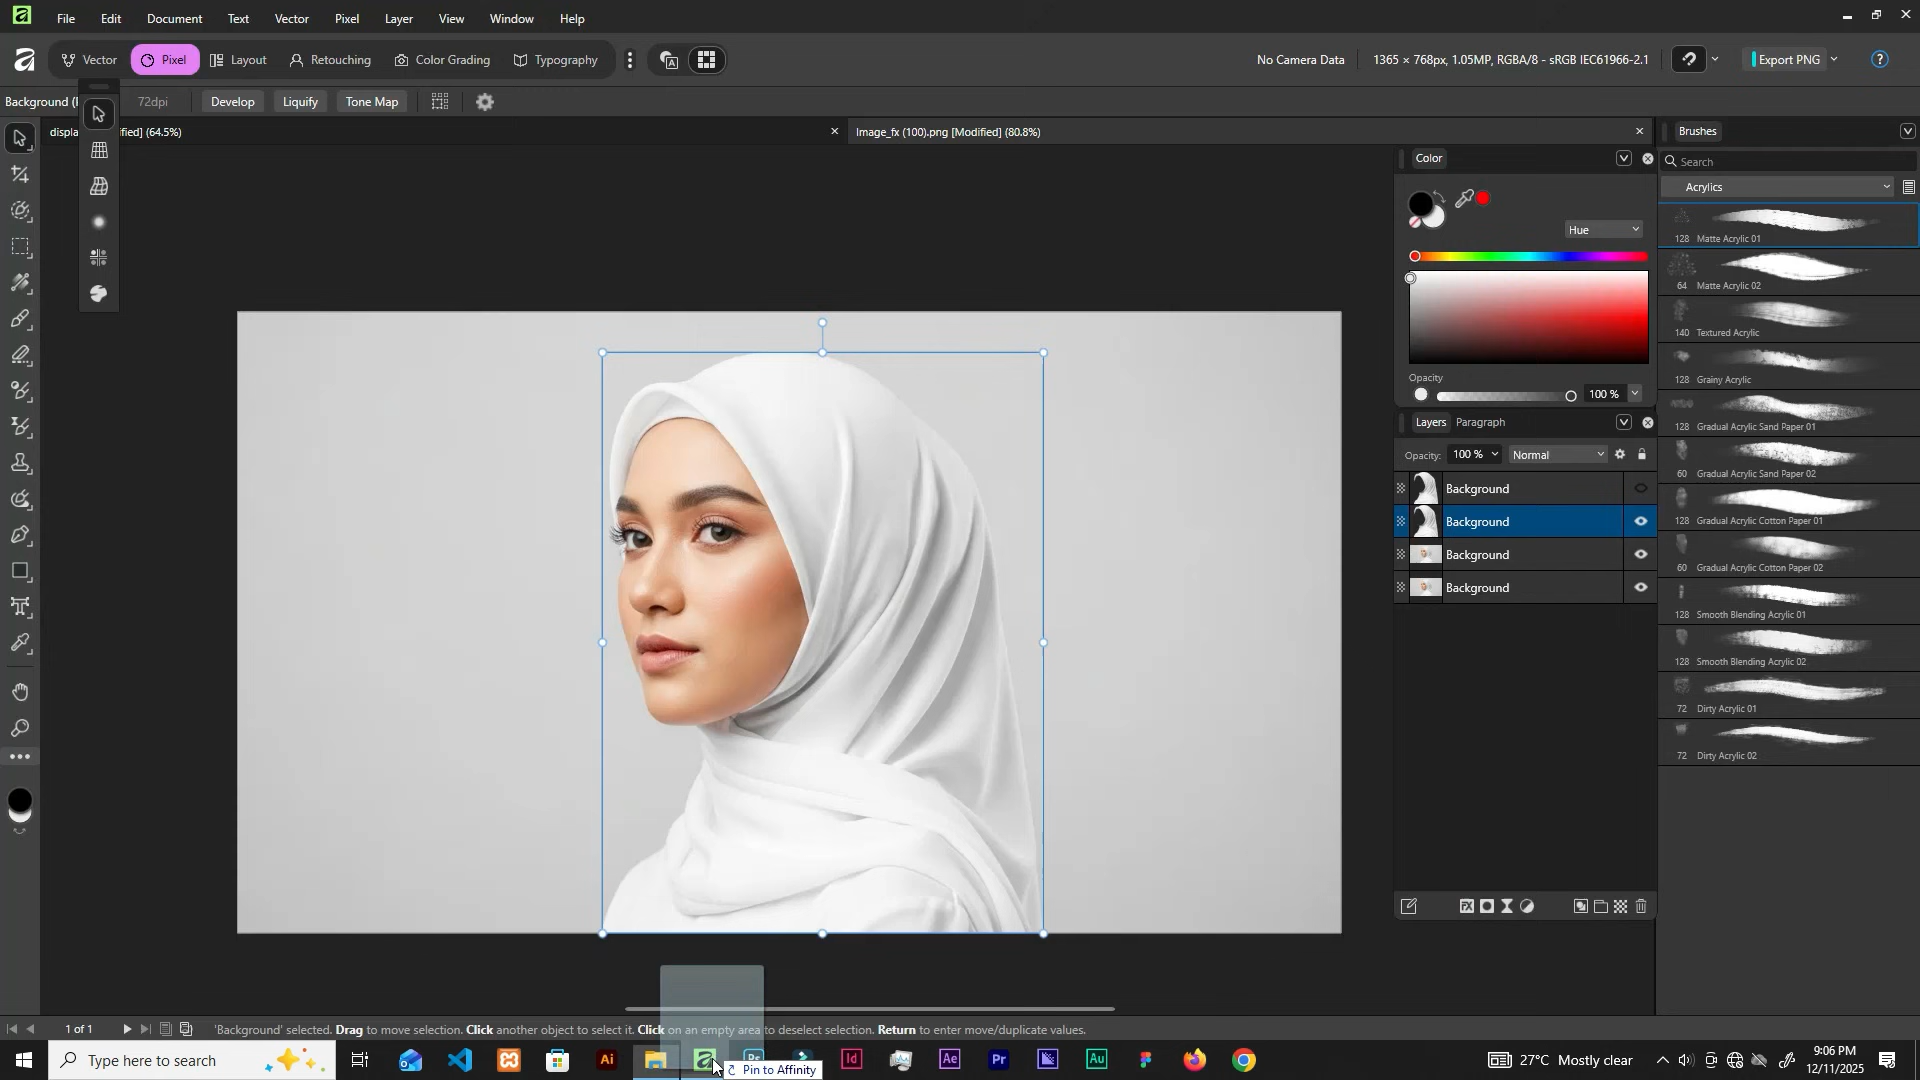 File Edit Document Text Vector Pixel Layer View Window Help
Vector Pixel Layout Retouching Color Grading Typography No Camera Data 1365 × 768px, 1.05MP, RGBA/8 - sRGB IEC61966-2.1 Export PNG
Background ( 72dpi Develop Liquify Tone Map
displa ified] (64.5%) Image_fx (100).png [Modified] (80.8%) Brushes
Color Search
Acrylics
Hue
128 Matte Acrylic 01
64 Matte Acrylic 02
140 Textured Acrylic
128 Grainy Acrylic
Opacity
100 %
Layers Paragraph
128 Gradual Acrylic Sand Paper 01
Opacity: 100 % Normal
60 Gradual Acrylic Sand Paper 02
Background
128 Gradual Acrylic Cotton Paper 01
Background
Background
60 Gradual Acrylic Cotton Paper 02
Background
128 Smooth Blending Acrylic 01
128 Smooth Blending Acrylic 02
72 Dirty Acrylic 01
72 Dirty Acrylic 02
FX
1 of 1 'Background' selected. Drag to move selection. Click another object to select it. Click on an empty area to deselect selection. Return to enter move/duplicate values.
Type here to search Ai Ps Id Ae Pr Au 27°C Mostly clear 9:06 PM
Pin to Affinity
12/11/2025